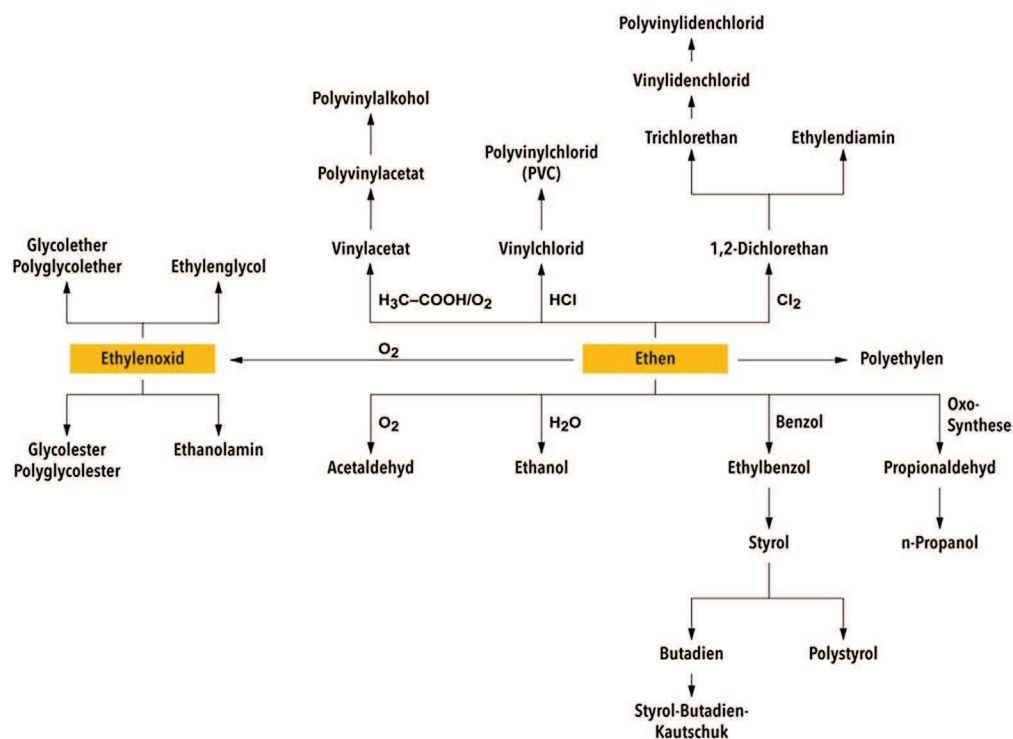 Polyvinylidenchlorid
Vinylidenchlorid
Polyvinylalkohol
Trichlorethan
Ethylendiamin
Polyvinylchlorid
(PVC)
Polyvinylacetat
Glycolether
Polyglycolether
Ethylenglycol
Vinylacetat
Vinylchlorid
1,2-Dichlorethan
H₃C–COOH/O₂
HCl
Cl₂
Ethylenoxid
O₂
Ethen
Polyethylen
O₂
H₂O
Benzol
Oxo-
Synthese
Glycolester
Polyglycolester
Ethanolamin
Acetaldehyd
Ethanol
Ethylbenzol
Propionaldehyd
Styrol
n-Propanol
Butadien
Polystyrol
Styrol-Butadien-
Kautschuk